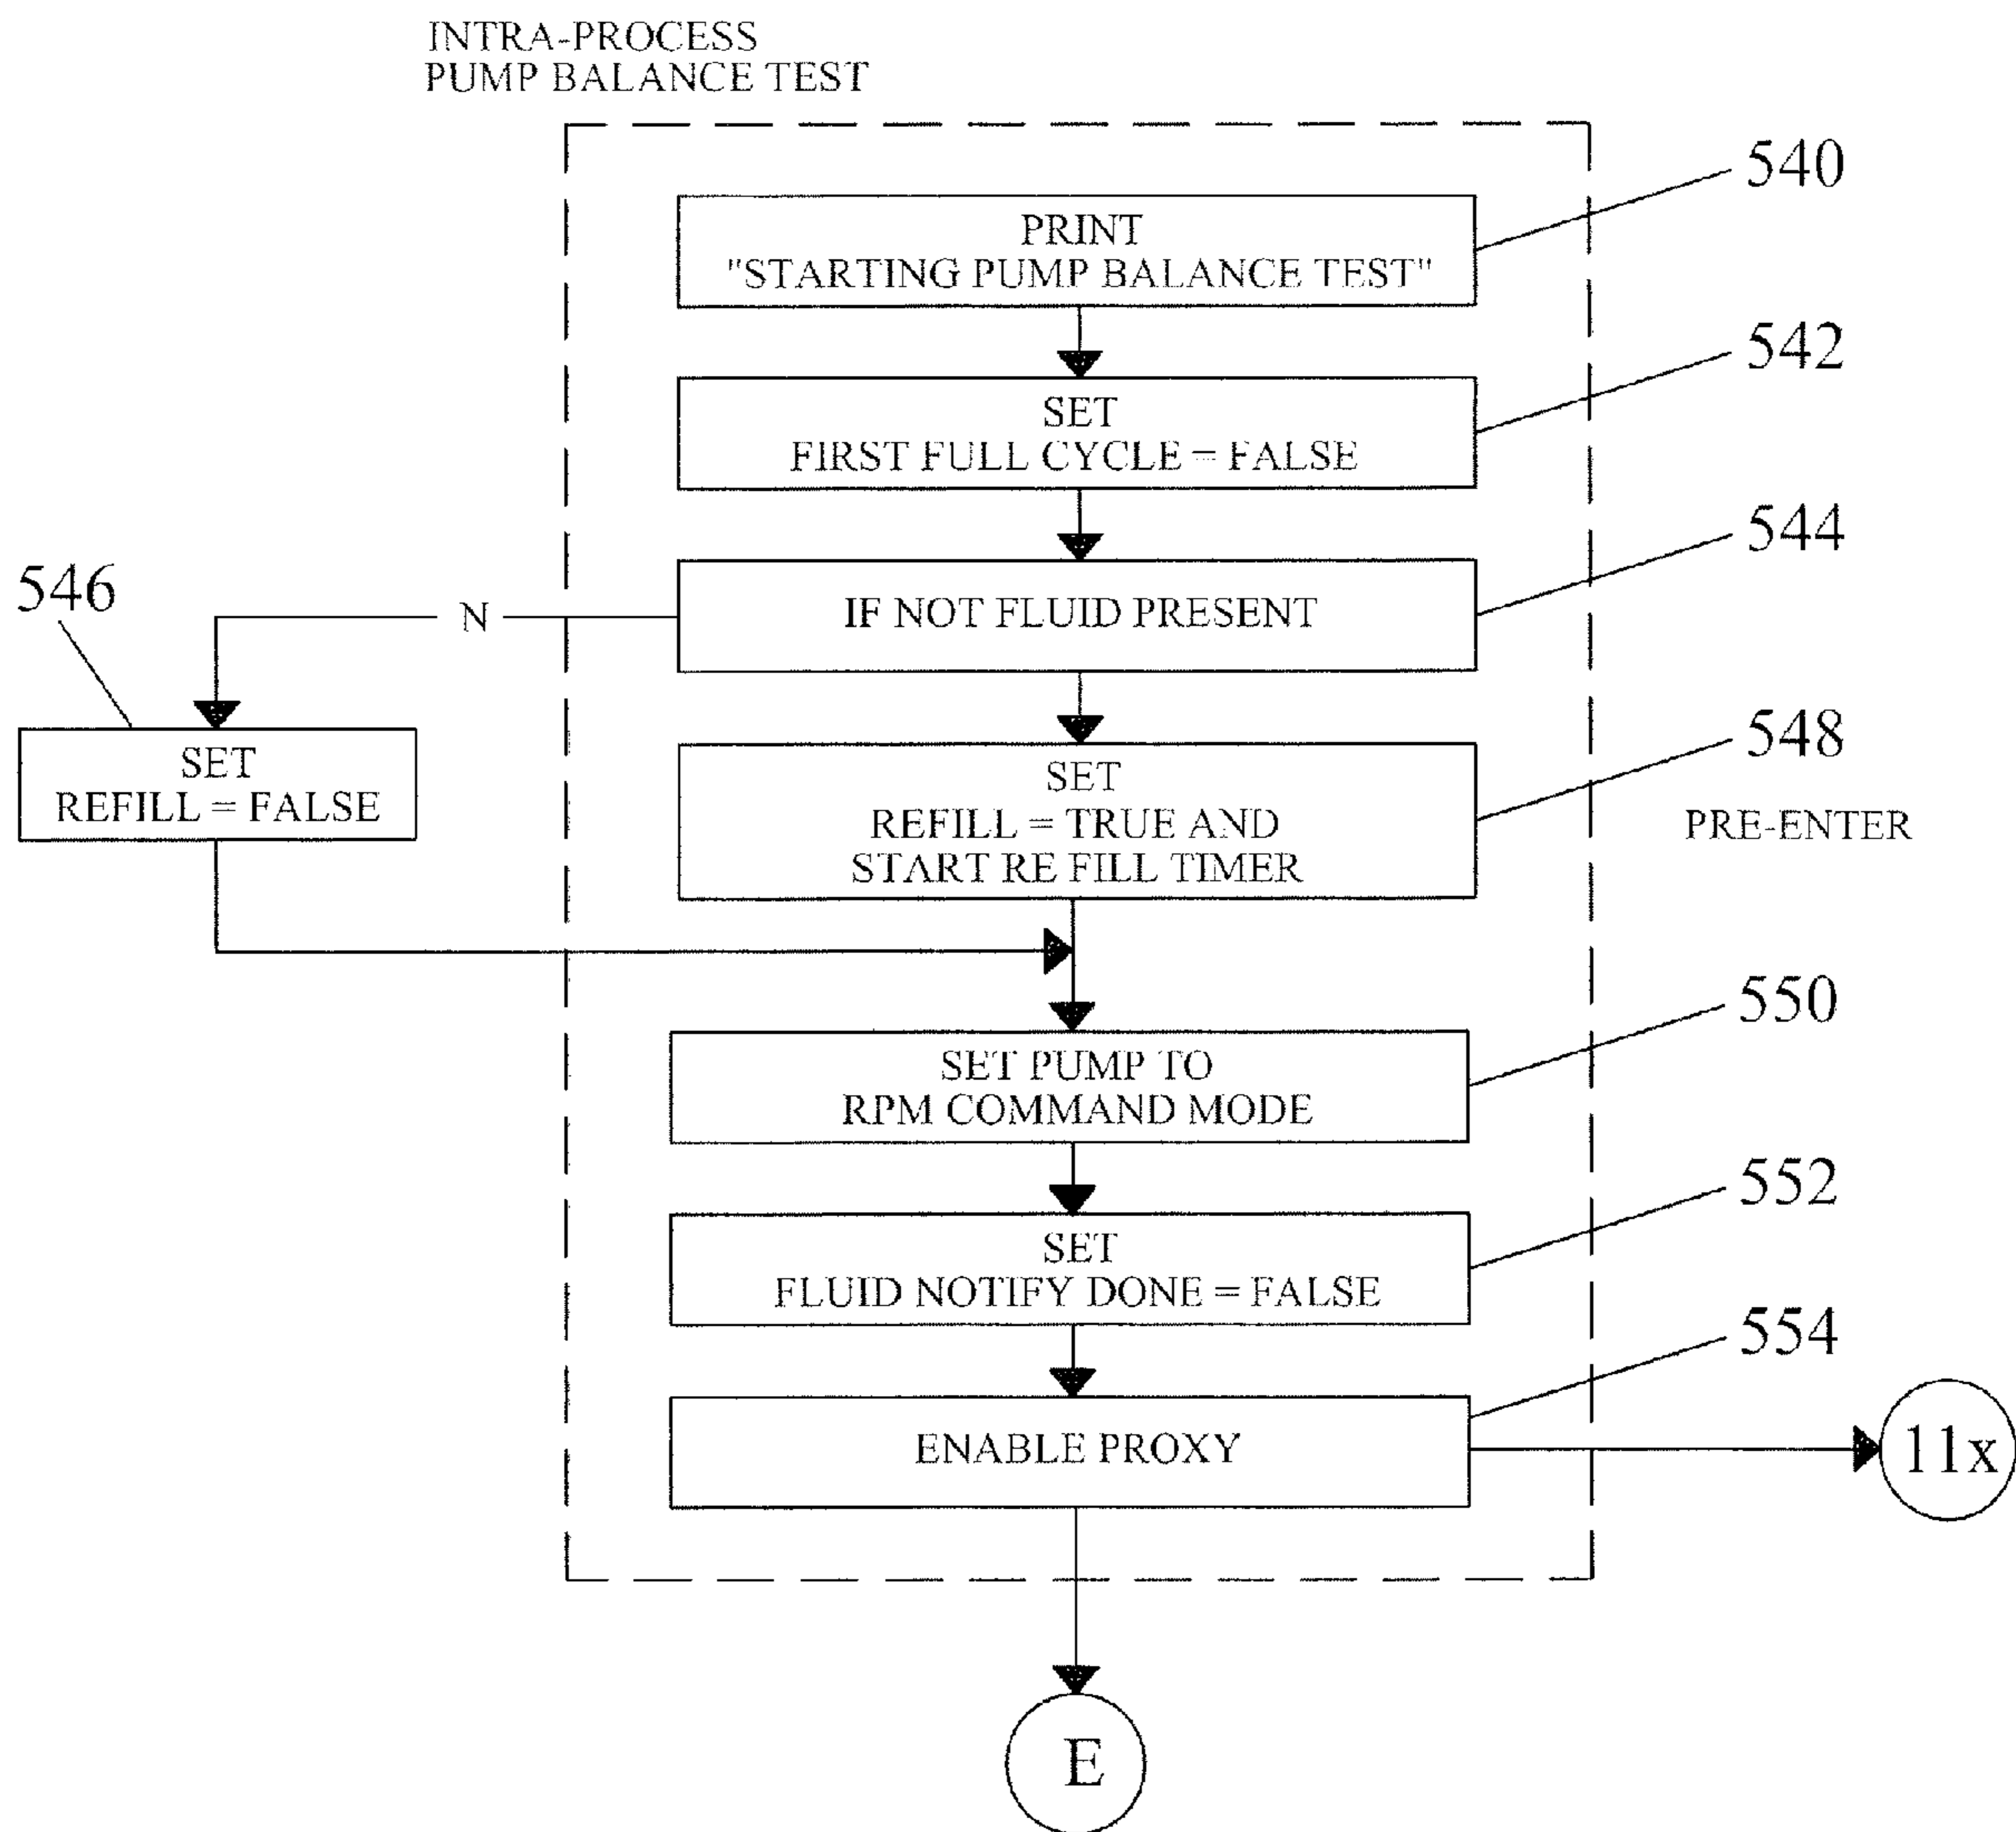 INTRA-PROCESS
PUMP BALANCE TEST
540
PRINT
"STARTING PUMP BALANCE TEST"
542
SET
FIRST FULL CYCLE = FALSE
544
IF NOT FLUID PRESENT
N
546
SET
REFILL = FALSE
548
SET
REFILL = TRUE AND
START RE FILL TIMER
PRE-ENTER
550
SET PUMP TO
RPM COMMAND MODE
552
SET
FLUID NOTIFY DONE = FALSE
554
ENABLE PROXY
11x
E